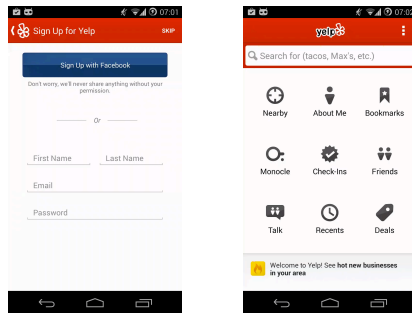 07:01
Sign Up for Yelp SKIP
Sign Up with Facebook
Don't worry, we'll never share anything without your
permission.
Or
First Name Last Name
Email
Password
07:02
yelp
Search for (tacos, Max's, etc.)
Nearby About Me Bookmarks
Monocle Check-Ins Friends
Talk Recents Deals
Welcome to Yelp! See hot new businesses
in your area